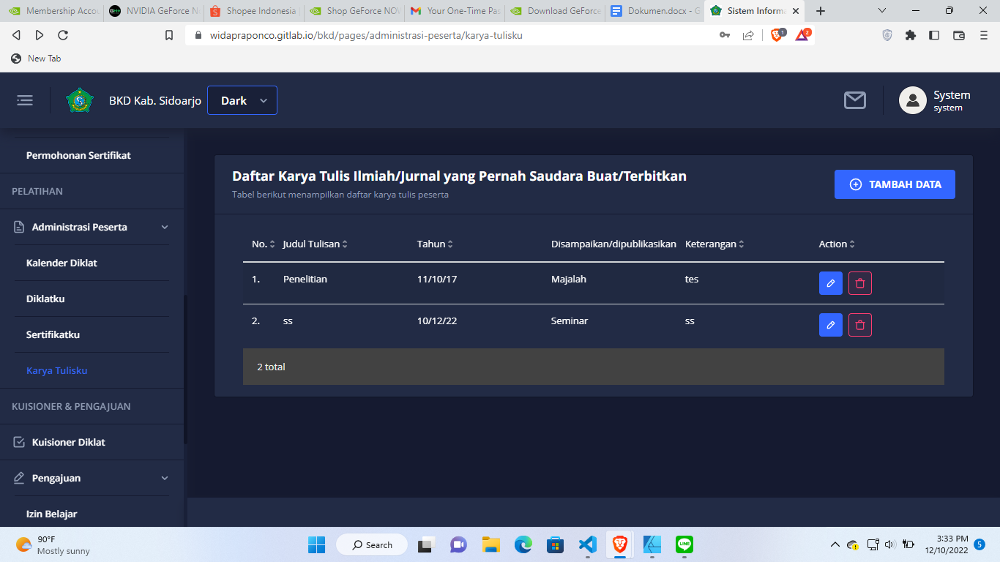 Membership Accou
NVIDIA GeForce N
Shopee Indonesia
Shop GeForce NOW
Your One-Time Pas
Download GeForce
Dokumen.docx - G
Sistem Informa
widapraponco.gitlab.io/bkd/pages/administrasi-peserta/karya-tulisku
1
2
New Tab
BKD Kab. Sidoarjo
Dark
System
system
Permohonan Sertifikat
PELATIHAN
Administrasi Peserta
Kalender Diklat
Diklatku
Sertifikatku
Karya Tulisku
KUISIONER & PENGAJUAN
Kuisioner Diklat
Pengajuan
Izin Belajar
Daftar Karya Tulis Ilmiah/Jurnal yang Pernah Saudara Buat/Terbitkan
Tabel berikut menampilkan daftar karya tulis peserta
TAMBAH DATA
No. Judul Tulisan Tahun Disampaikan/dipublikasikan Keterangan Action
1. Penelitian 11/10/17 Majalah tes
2. ss 10/12/22 Seminar ss
2 total
90°F
Mostly sunny
Search
LINE
3:33 PM
12/10/2022
5